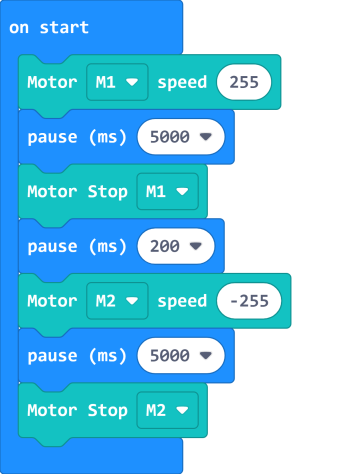 on start
Motor M1 speed 255
pause (ms) 5000
Motor Stop M1
pause (ms) 200
Motor M2 speed -255
pause (ms) 5000
Motor Stop M2